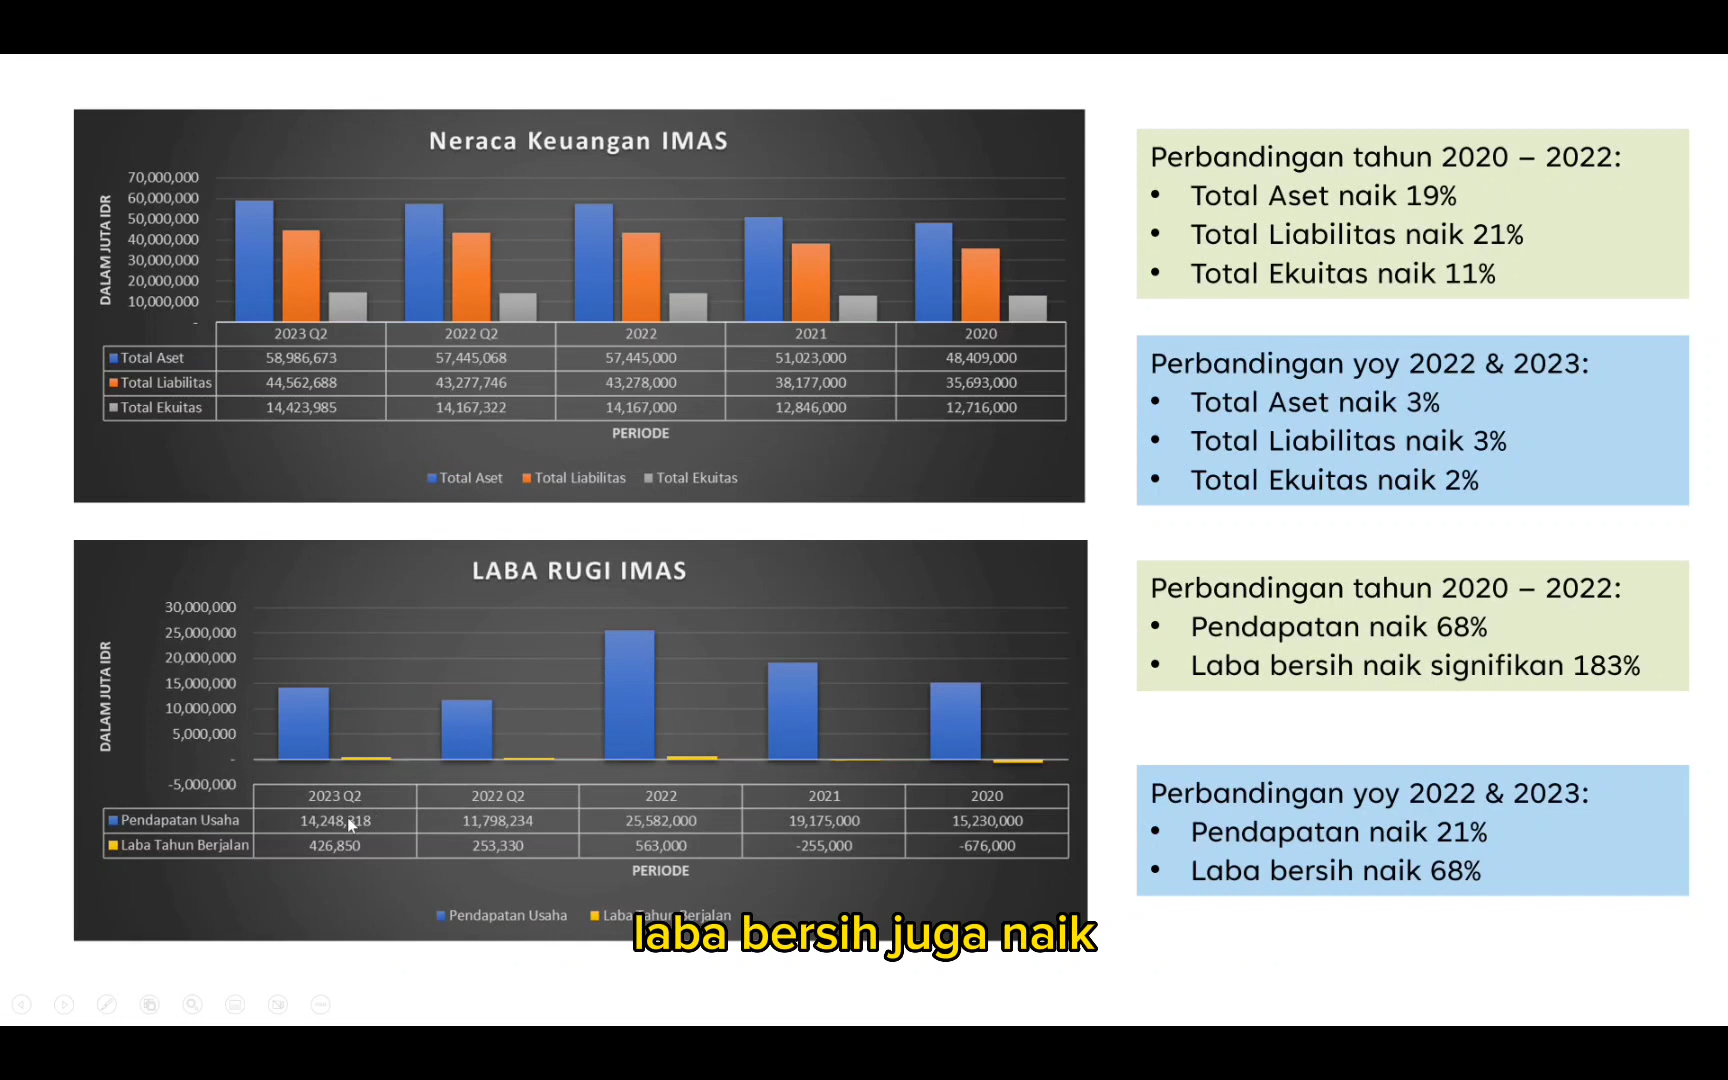 Neraca Keuangan IMAS
DALAM JUTA IDR
70,000,000
60,000,000
50,000,000
40,000,000
30,000,000
20,000,000
10,000,000
-
2023 Q2 2022 Q2 2022 2021 2020
Total Aset 58,986,673 57,445,068 57,445,000 51,023,000 48,409,000
Total Liabilitas 44,562,688 43,277,746 43,278,000 38,177,000 35,693,000
Total Ekuitas 14,423,985 14,167,322 14,167,000 12,846,000 12,716,000
PERIODE
Total Aset Total Liabilitas Total Ekuitas
Perbandingan tahun 2020 – 2022:
• Total Aset naik 19%
• Total Liabilitas naik 21%
• Total Ekuitas naik 11%
Perbandingan yoy 2022 & 2023:
• Total Aset naik 3%
• Total Liabilitas naik 3%
• Total Ekuitas naik 2%
LABA RUGI IMAS
DALAM JUTA IDR
30,000,000
25,000,000
20,000,000
15,000,000
10,000,000
5,000,000
-
-5,000,000
2023 Q2 2022 Q2 2022 2021 2020
Pendapatan Usaha 14,248,318 11,798,234 25,582,000 19,175,000 15,230,000
Laba Tahun Berjalan 426,850 253,330 563,000 -255,000 -676,000
PERIODE
Pendapatan Usaha Laba Tahun Berjalan
Perbandingan tahun 2020 – 2022:
• Pendapatan naik 68%
• Laba bersih naik signifikan 183%
Perbandingan yoy 2022 & 2023:
• Pendapatan naik 21%
• Laba bersih naik 68%
laba bersih juga naik